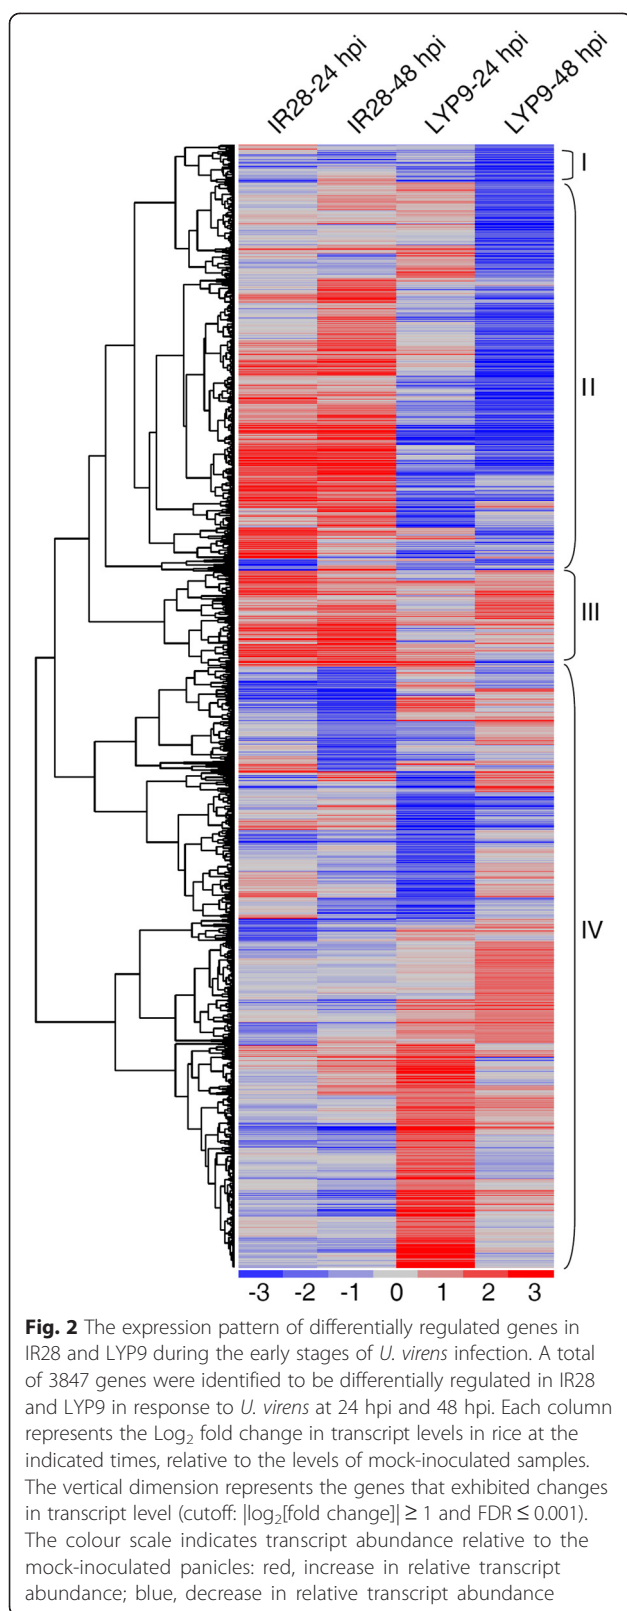 IR28-24 hpi
IR28-48 hpi
LYP9-24 hpi
LYP9-48 hpi
I
II
III
IV
-3 -2 -1 0 1 2 3
Fig. 2 The expression pattern of differentially regulated genes in
IR28 and LYP9 during the early stages of U. virens infection. A total
of 3847 genes were identified to be differentially regulated in IR28
and LYP9 in response to U. virens at 24 hpi and 48 hpi. Each column
represents the Log₂ fold change in transcript levels in rice at the
indicated times, relative to the levels of mock-inoculated samples.
The vertical dimension represents the genes that exhibited changes
in transcript level (cutoff: |log₂[fold change]| ≥ 1 and FDR ≤ 0.001).
The colour scale indicates transcript abundance relative to the
mock-inoculated panicles: red, increase in relative transcript
abundance; blue, decrease in relative transcript abundance